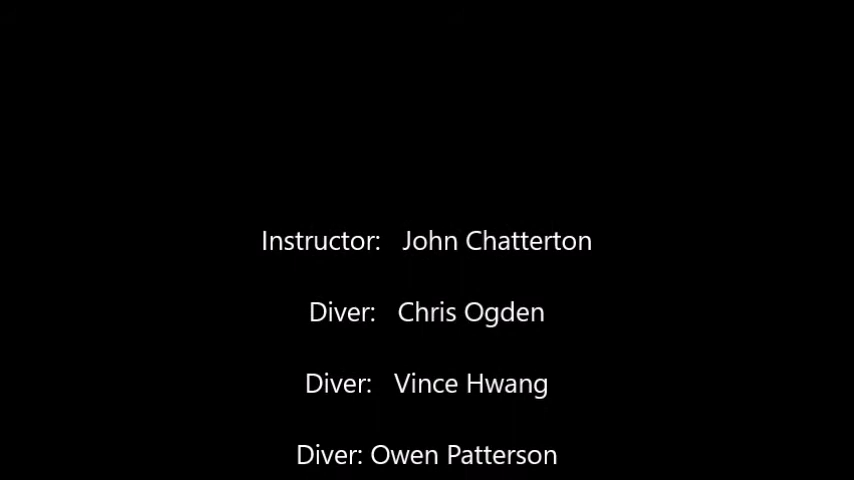 Instructor: John Chatterton
Diver: Chris Ogden
Diver: Vince Hwang
Diver: Owen Patterson